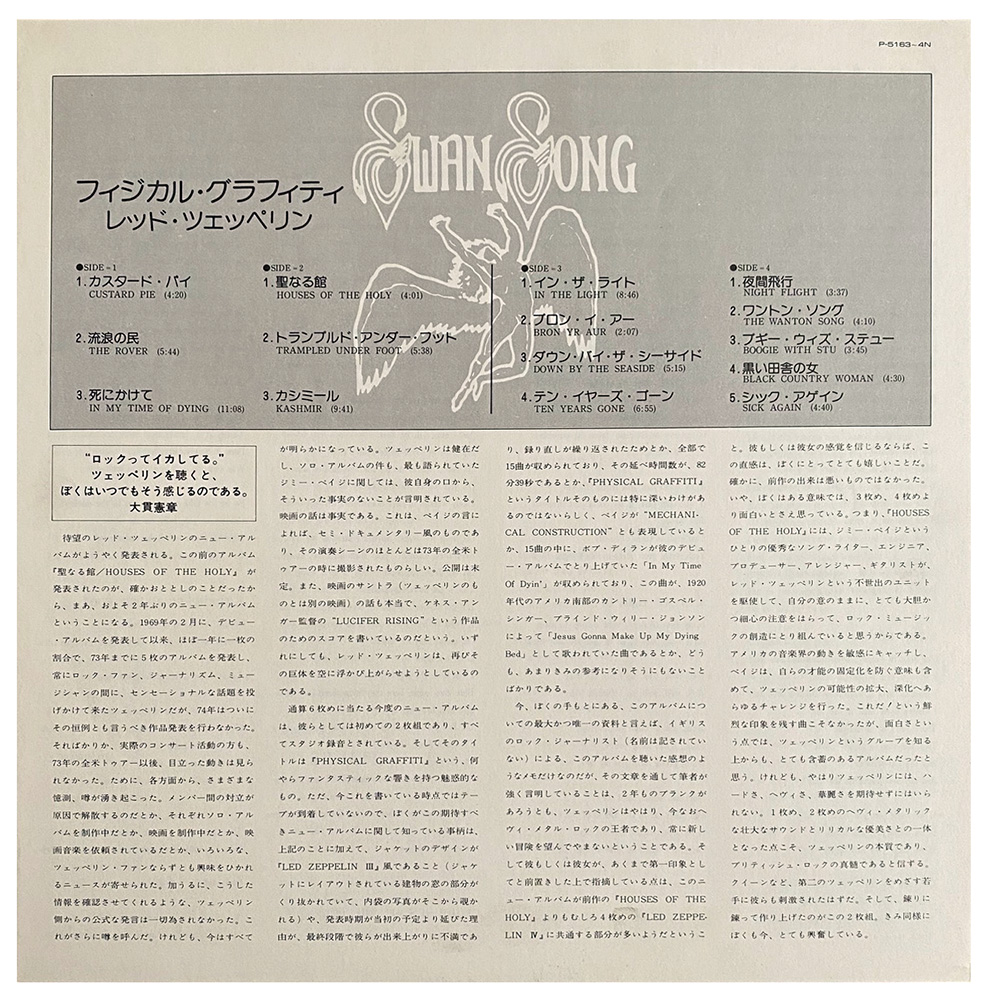 P-5163~4N
SWAN SONG
フィジカル・グラフィティ
レッド・ツェッペリン
●SIDE=1
1.カスタード・パイ
CUSTARD PIE (4:20)
2.流浪の民
THE ROVER (5:44)
3.死にかけて
IN MY TIME OF DYING (11:08)
●SIDE=2
1.聖なる館
HOUSES OF THE HOLY (4:01)
2.トランプルド・アンダー・フット
TRAMPLED UNDER FOOT (5:38)
3.カシミール
KASHMIR (9:41)
●SIDE=3
1.イン・ザ・ライト
IN THE LIGHT (8:46)
2.ブロン・イ・アー
BRON-YR-AUR (2:07)
3.ダウン・バイ・ザ・シーサイド
DOWN BY THE SEASIDE (5:15)
4.テン・イヤーズ・ゴーン
TEN YEARS GONE (6:55)
●SIDE=4
1.夜間飛行
NIGHT FLIGHT (3:37)
2.ワントン・ソング
THE WANTON SONG (4:10)
3.ブギー・ウィズ・ステュー
BOOGIE WITH STU (3:45)
4.黒い田舎の女
BLACK COUNTRY WOMAN (4:30)
5.シック・アゲイン
SICK AGAIN (4:40)
“ロックってイカしてる。”
ツェッペリンを聴くと、
ぼくはいつでもそう感じるのである。
大貫憲章
待望のレッド・ツェッペリンのニュー・アル
バムがようやく発表される。この前のアルバム
『聖なる館／HOUSES OF THE HOLY』が
発表されたのが、確かおととしのことだったか
ら、まあ、およそ2年ぶりのニュー・アルバム
ということになる。1969年の2月に、デビュー
・アルバムを発表して以来、ほぼ一年に一枚の
割合で、73年までに5枚のアルバムを発表し、
常にロック・ファン、ジャーナリズム、ミュー
ジシャンの間に、センセーショナルな話題を投
げかけて来たツェッペリンだが、74年はついに
その恒例とも言うべき作品発表を行わなかった。
そればかりか、実際のコンサート活動の方も、
73年の全米トゥアー以後、目立った動きは見ら
れなかった。ために、各方面から、さまざまな
憶測、噂が湧き起こった。メンバー間の対立が
原因で解散するのだとか、それぞれソロ・アル
バムを制作中だとか、映画を制作中だとか、映
画音楽を依頼されているだとか、いろいろな、
ツェッペリン・ファンならずとも興味をひかれ
るニュースが寄せられた。加うるに、こうした
情報を確認させてくれるような、ツェッペリン
側からの公式な発言は一切為されなかった。こ
れがさらに噂を呼んだ。けれども、今はすべて
が明らかになっている。ツェッペリンは健在だ
し、ソロ・アルバムの件も、最も語られていた
ジミー・ペイジに関しては、彼自身の口から、
そういった事実のないことが言明されている。
映画の話は事実である。これは、ペイジの言に
よれば、セミ・ドキュメンタリー風のものであ
り、その演奏シーンのほとんどは73年の全米ト
ゥアーの時に撮影されたものらしい。公開は未
定。また、映画のサントラ（ツェッペリンのも
のとは別の映画）の話も本当で、ケネス・アン
ガー監督の“LUCIFER RISING”という作品
のためのスコアを書いているのだという。いず
れにしても、レッド・ツェッペリンは、再びそ
の巨体を空に浮かび上がらせようとしているの
である。
通算6枚めに当たる今度のニュー・アルバム
は、彼らとしては初めての2枚組であり、すべ
てスタジオ録音とされている。そしてそのタイ
トルは『PHYSICAL GRAFFITI』という、何
やらファンタスティックな響きを持つ魅惑的な
もの。ただ、今これを書いている時点ではテー
プが到着していないので、ぼくがこの期待すべ
きニュー・アルバムに関して知っている事柄は、
上記のことに加えて、ジャケットのデザインが
『LED ZEPPELIN III』風であること（ジャケ
ットにレイアウトされている建物の窓の部分が
くり抜かれていて、内袋の写真がそこから覗か
れる）や、発表時期が当初の予定より延びた理
由が、最終段階で彼らが出来上がりに不満であ
り、録り直しが繰り返されたためとか、全部で
15曲が収められており、その延べ時間数が、82
分39秒であるとか、『PHYSICAL GRAFFITI』
というタイトルそのものには特に深いわけがあ
るのではないらしく、ペイジが“MECHANI-
CAL CONSTRUCTION”とも表現していると
か、15曲の中に、ボブ・ディランが彼のデビュ
ー・アルバムでとり上げていた「In My Time
Of Dyin'」が収められており、この曲が、1920
年代のアメリカ南部のカントリー・ゴスペル・
シンガー、ブラインド・ウィリー・ジョンソン
によって「Jesus Gonna Make Up My Dying
Bed」として歌われていた曲であるとか、どう
も、あまりきみの参考になりそうにもないこと
ばかりである。
今、ぼくの手もとにある、このアルバムにつ
いての最大かつ唯一の資料と言えば、イギリス
のロック・ジャーナリスト（名前は記されてい
ない）による、このアルバムを聴いた感想のよ
うなメモだけなのだが、その文章を通して筆者が
強く言明していることは、2年ものブランクが
あろうとも、ツェッペリンはやはり、今なおヘ
ヴィ・メタル・ロックの王者であり、常に新し
い冒険を望んでやまないということである。そ
して彼もしくは彼女が、あくまで第一印象とし
てと前置きした上で指摘している点は、このニ
ュー・アルバムが前作の『HOUSES OF THE
HOLY』よりもむしろ4枚めの『LED ZEPPE-
LIN Ⅳ』に共通する部分が多いようだというこ
と。彼もしくは彼女の感覚を信じるならば、こ
の直感は、ぼくにとってとても嬉しいことだ。
確かに、前作の出来は悪いものではなかった。
いや、ぼくはある意味では、3枚め、4枚めよ
り面白いとさえ思っている。つまり、『HOUSES
OF THE HOLY』には、ジミー・ペイジという
ひとりの優秀なソング・ライター、エンジニア、
プロデューサー、アレンジャー、ギタリストが、
レッド・ツェッペリンという不世出のユニット
を駆使して、自分の意のままに、とても大胆か
つ細心の注意をはらって、ロック・ミュージッ
クの創造にとり組んでいると思うからである。
アメリカの音楽界の動きを敏感にキャッチし、
ペイジは、自らの才能の固定化を防ぐ意味も含
めて、ツェッペリンの可能性の拡大、深化へあ
らゆるチャレンジを行った。これだ！という鮮
烈な印象を残す曲こそなかったが、面白さとい
う点では、ツェッペリンというグループを知る
上からも、とても含蓄のあるアルバムだったと
思う。けれども、やはりツェッペリンには、ハ
ードさ、ヘヴィさ、華麗さを期待せずにはいら
れない。1枚め、2枚めのヘヴィ・メタリック
な壮大なサウンドとリリカルな優美さとの一体
となった点こそ、ツェッペリンの本質であり、
ブリティッシュ・ロックの真髄であると信ずる。
クイーンなど、第二のツェッペリンをめざす若
手に彼らも刺激されたはずだ。そして、練りに
練って作り上げたのがこの2枚組。きみ同様に
ぼくも今、とても興奮している。